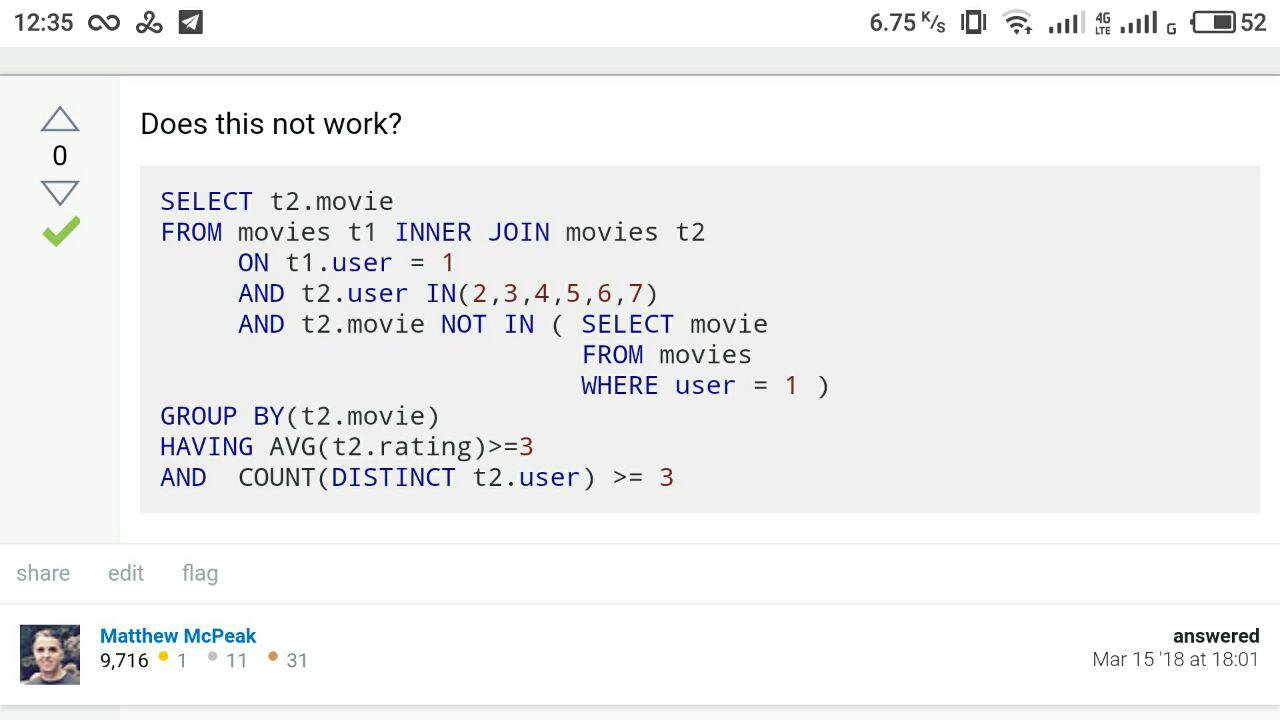 12:35 6.75 K/s 4G LTE G 52
Does this not work?
0
SELECT t2.movie
FROM movies t1 INNER JOIN movies t2
ON t1.user = 1
AND t2.user IN(2,3,4,5,6,7)
AND t2.movie NOT IN ( SELECT movie
FROM movies
WHERE user = 1 )
GROUP BY(t2.movie)
HAVING AVG(t2.rating)>=3
AND  COUNT(DISTINCT t2.user) >= 3
share edit flag
Matthew McPeak answered
9,716 1 11 31 Mar 15 '18 at 18:01